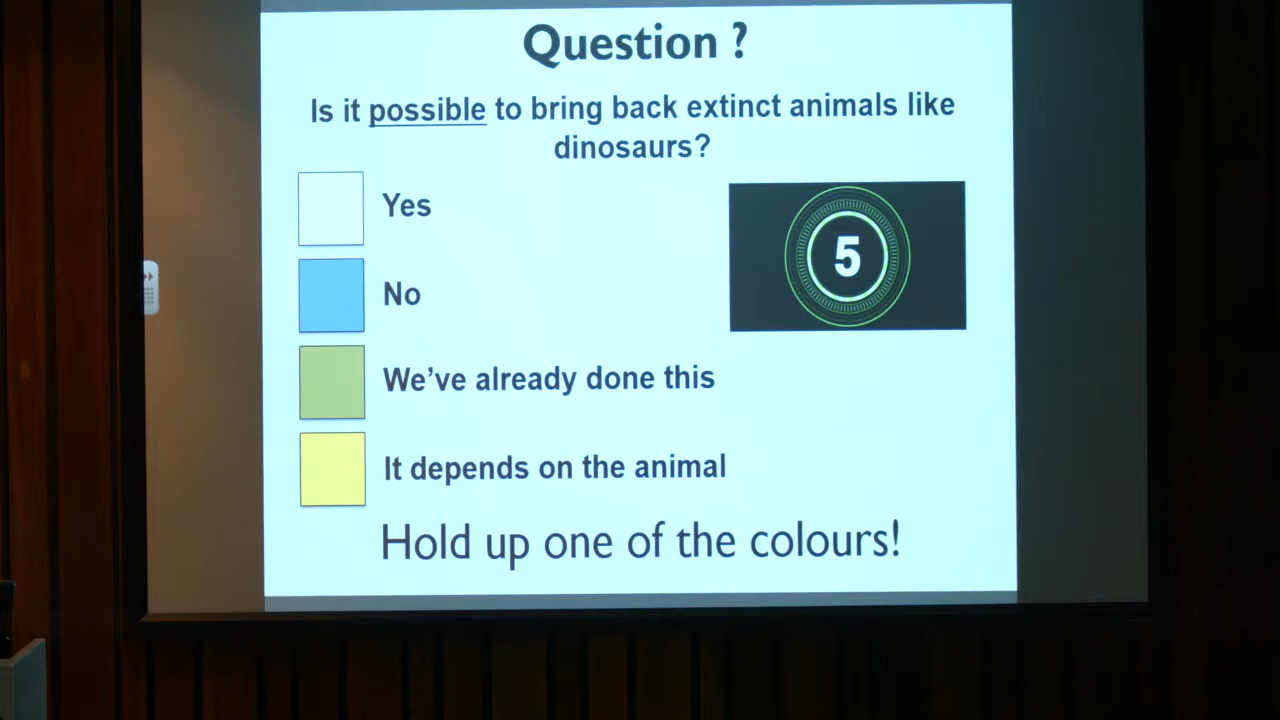 Question ?
Is it possible to bring back extinct animals like
dinosaurs?
Yes
5
No
We've already done this
It depends on the animal
Hold up one of the colours!